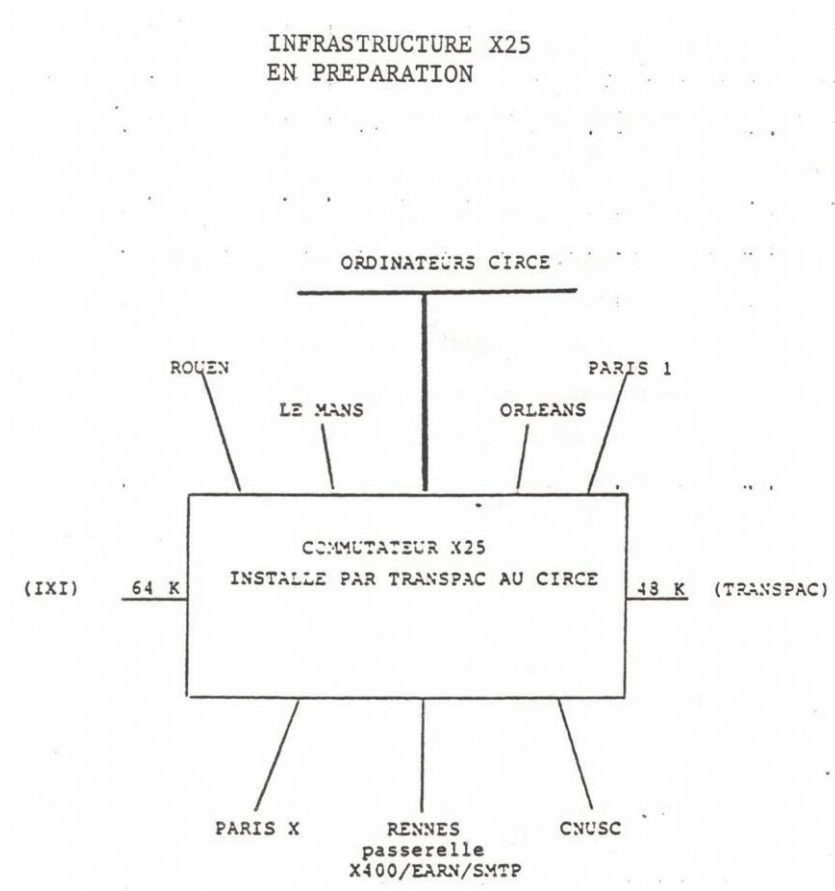 INFRASTRUCTURE X25
EN PREPARATION
ORDINATEURS CIRCE
ROUEN
PARIS 1
LE MANS
ORLEANS
COMMUTATEUR X25
INSTALLE PAR TRANSPAC AU CIRCE
(IXI)
64 K
48 K
(TRANSPAC)
PARIS X
RENNES
CNUSC
passerelle
X400/EARN/SMTP